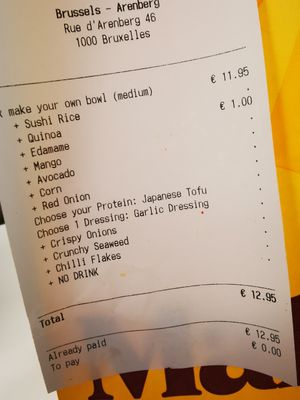 Brussels - Arenberg
Rue d'Arenberg 46
1000 Bruxelles
make your own bowl (medium) € 11.95
+ Sushi Rice € 1.00
+ Quinoa .
+ Edamame .
+ Mango .
+ Avocado .
+ Corn .
+ Red Onion .
Choose your Protein: Japanese Tofu .
Choose 1 Dressing: Garlic Dressing .
+ Crispy Onions .
+ Crunchy Seaweed .
+ Chilli Flakes .
+ NO DRINK
Total € 12.95
Already paid € 12.95
To pay € 0.00